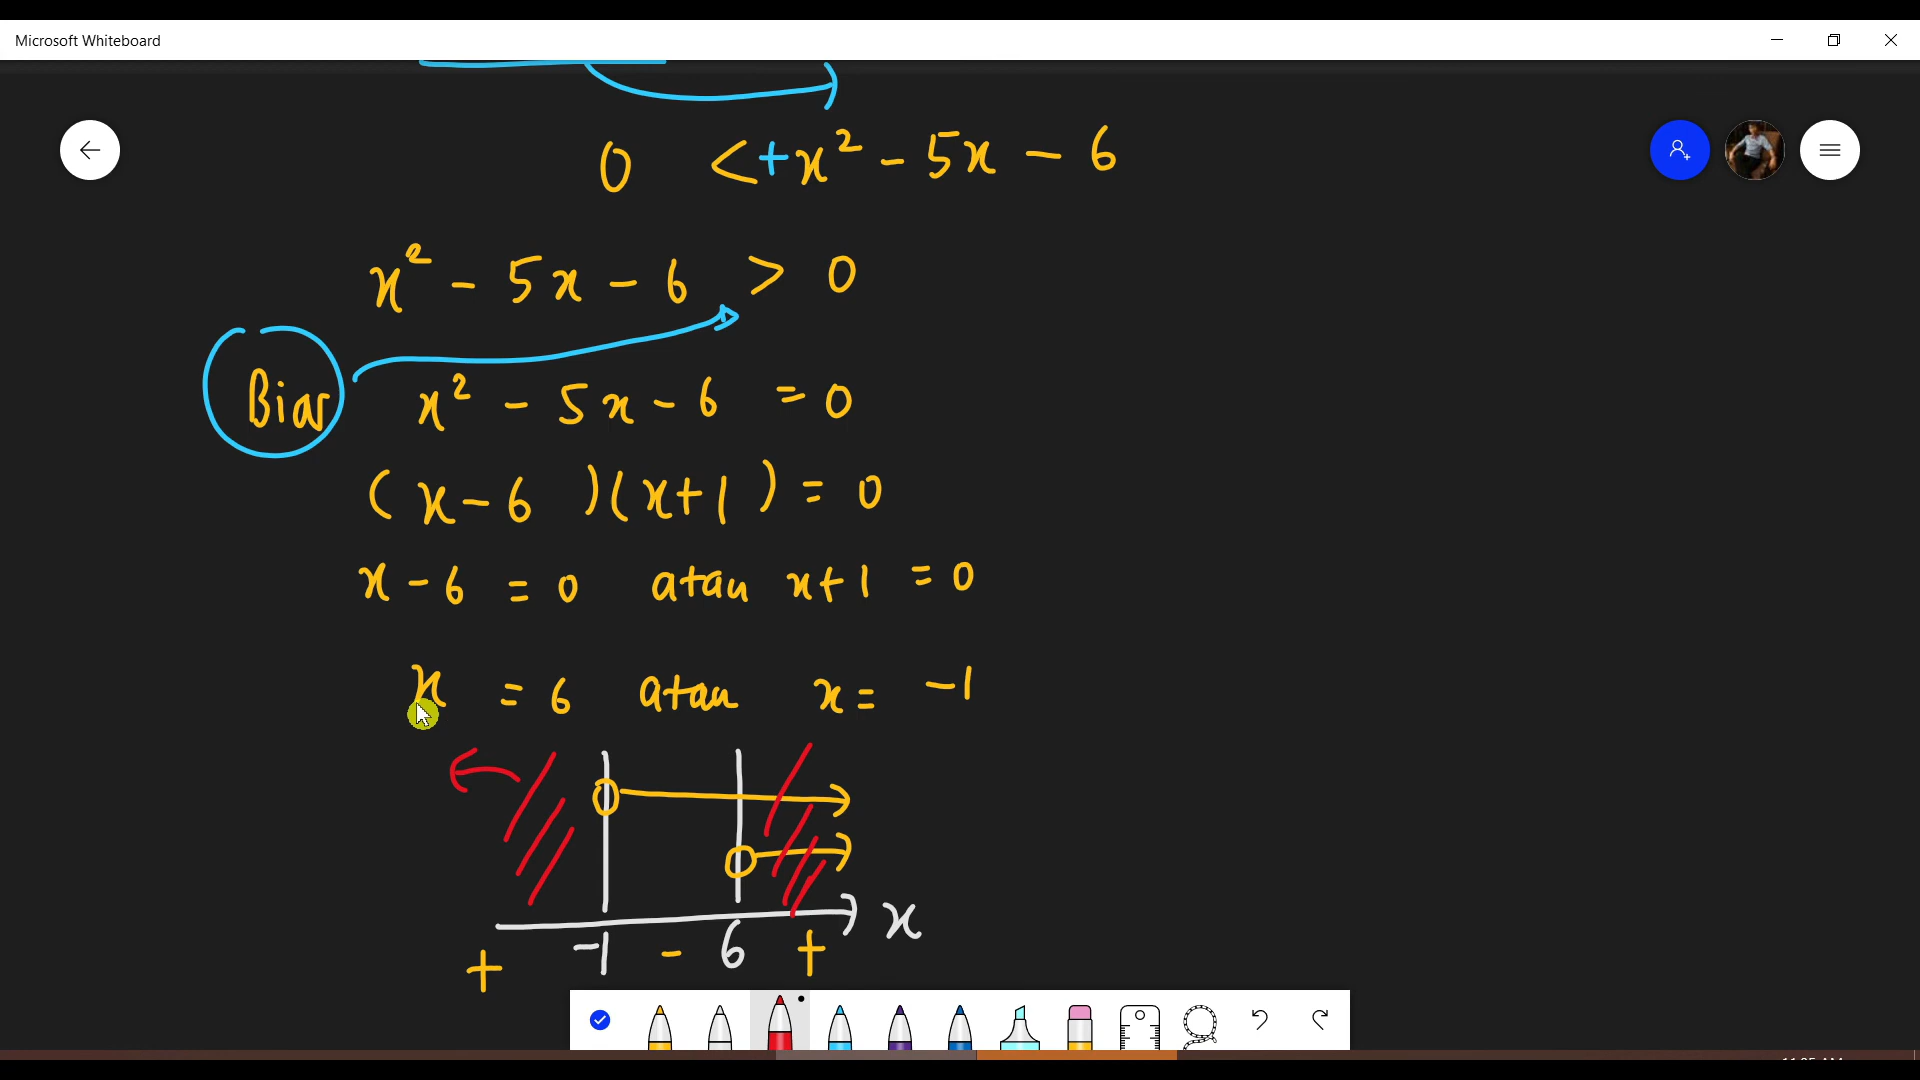 Microsoft Whiteboard
0 < +x² - 5x - 6
x² - 5x - 6 > 0
Biar x² - 5x - 6 = 0
(x - 6)(x + 1) = 0
x - 6 = 0 atau x + 1 = 0
x = 6 atau x = -1
x
+ -1 - 6 +